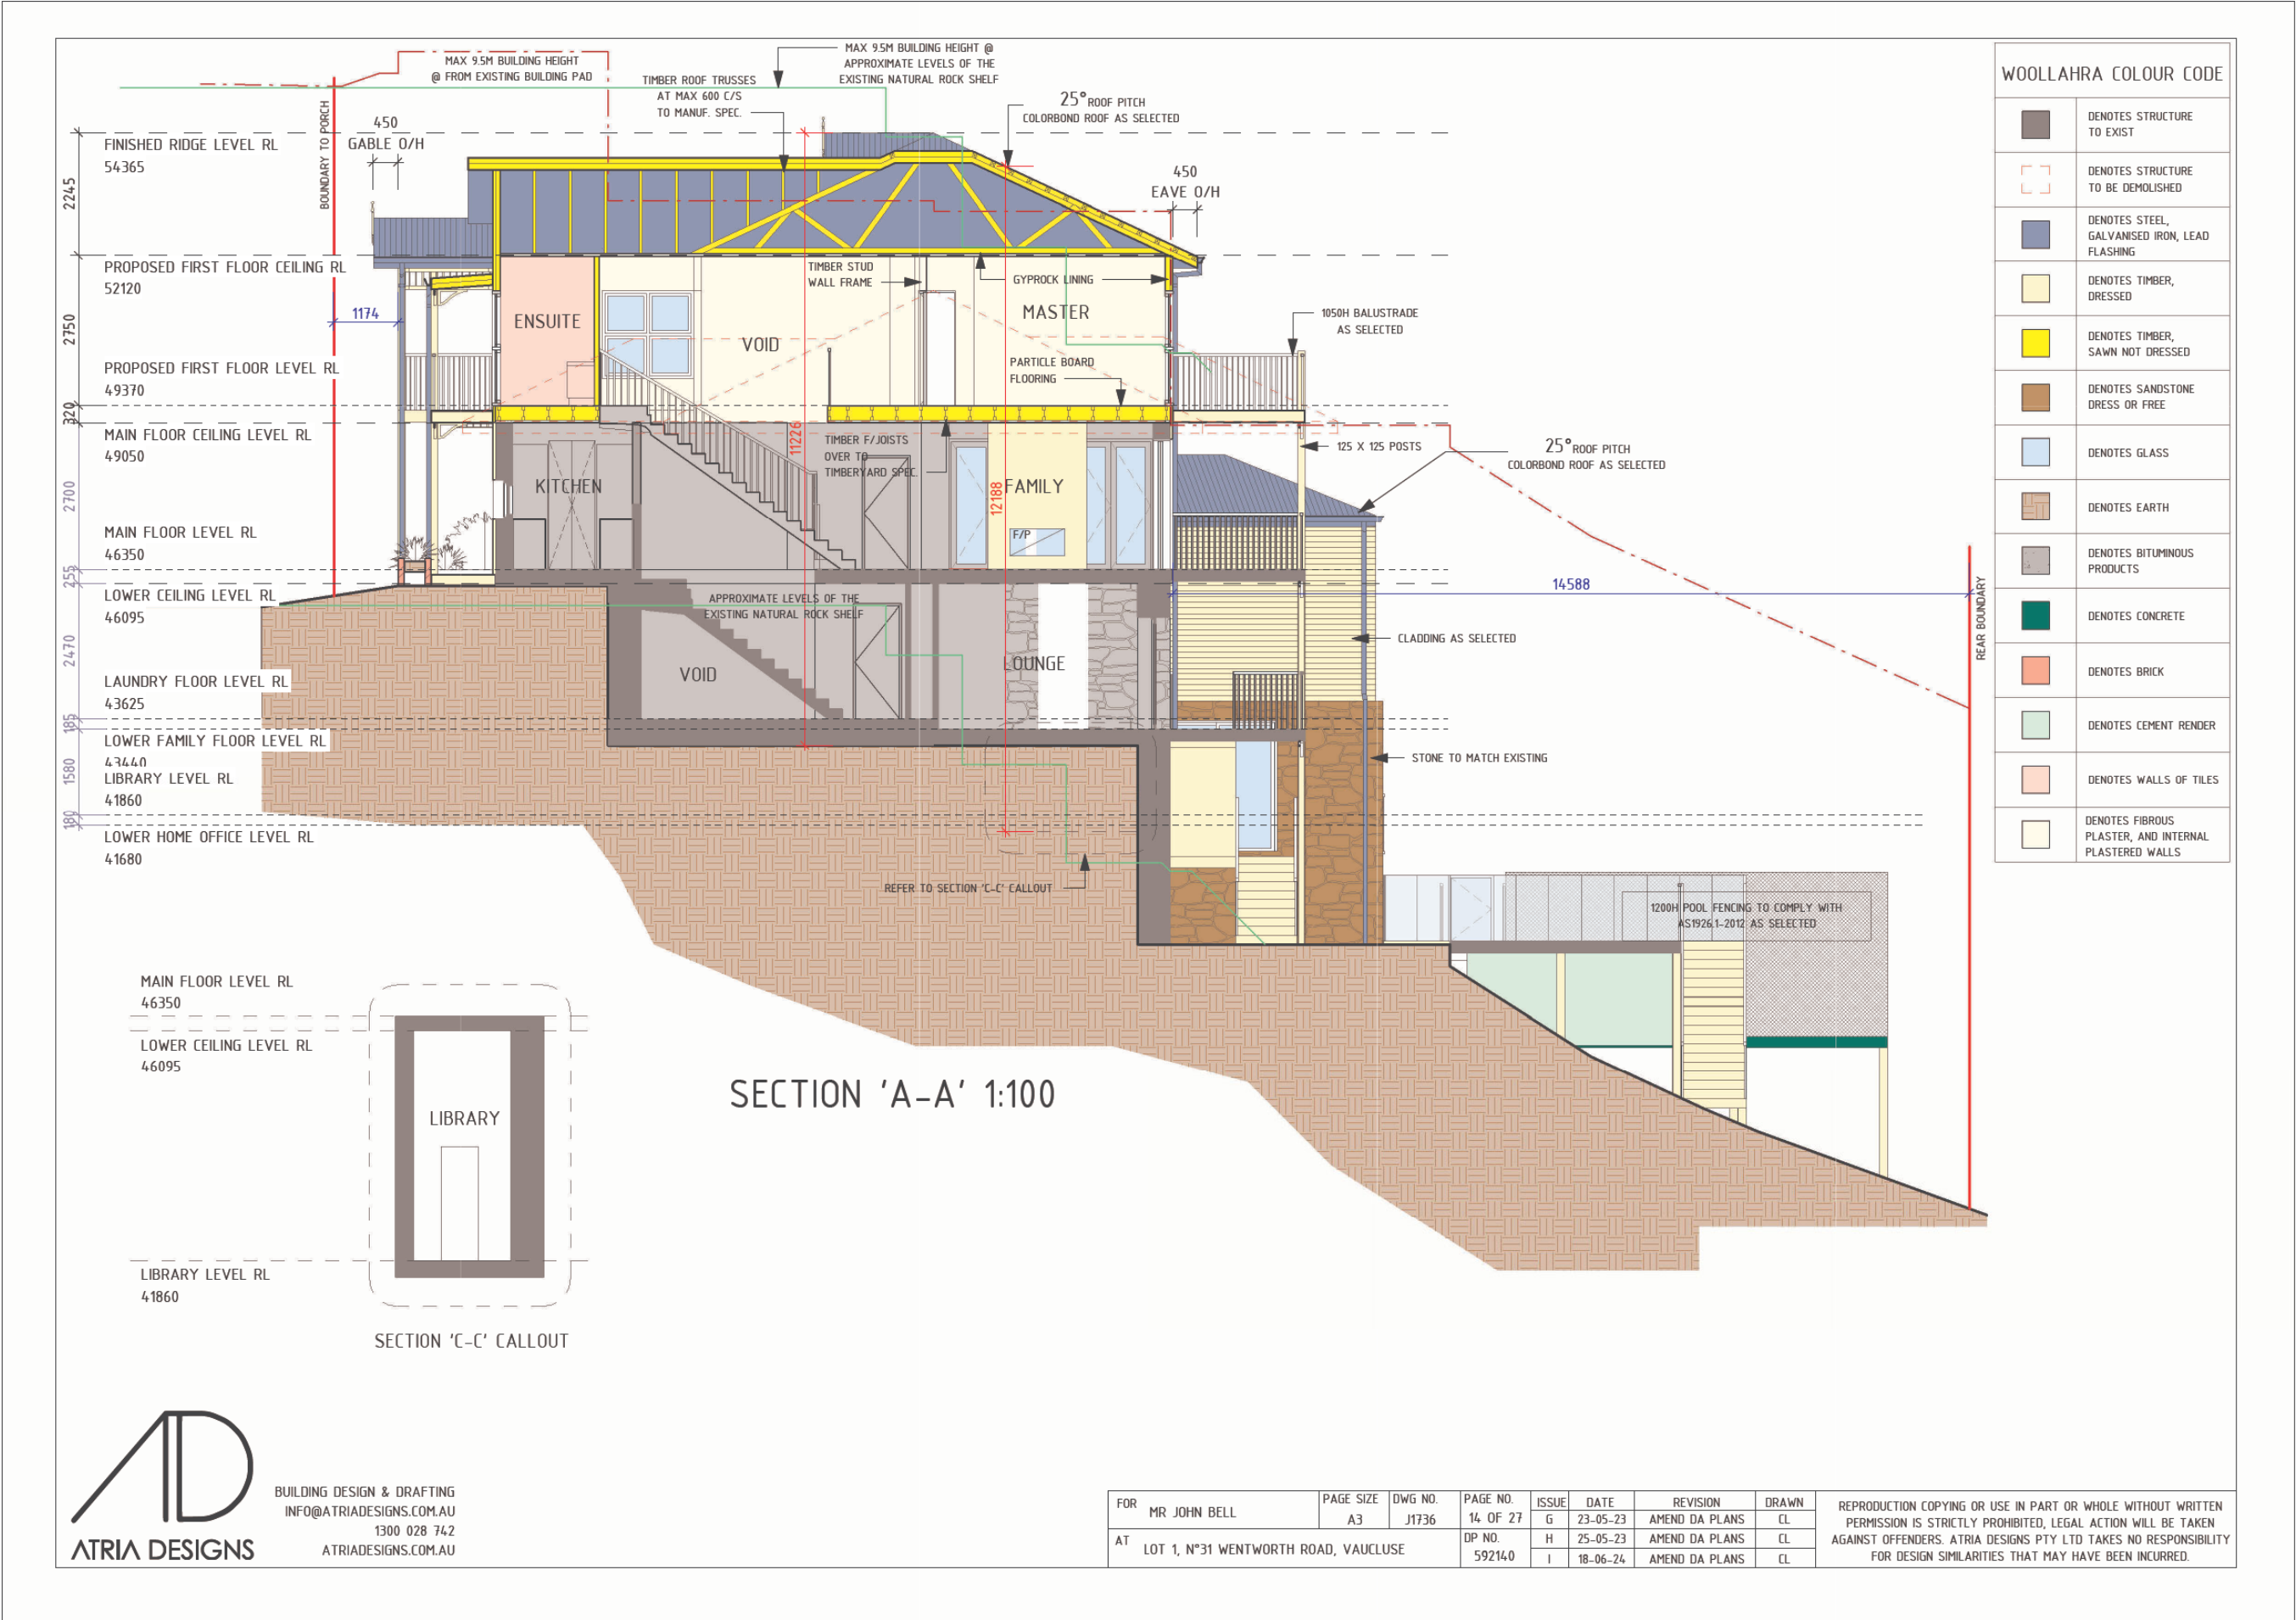 MAX 9.5M BUILDING HEIGHT
@ FROM EXISTING BUILDING PAD
MAX 9.5M BUILDING HEIGHT @
APPROXIMATE LEVELS OF THE
EXISTING NATURAL ROCK SHELF
TIMBER ROOF TRUSSES
AT MAX 600 C/S
TO MANUF. SPEC.
25° ROOF PITCH
COLORBOND ROOF AS SELECTED
BOUNDARY TO PORCH
450
GABLE O/H
450
EAVE O/H
FINISHED RIDGE LEVEL RL
54365
2245
PROPOSED FIRST FLOOR CEILING RL
52120
2750
1174
PROPOSED FIRST FLOOR LEVEL RL
49370
320
MAIN FLOOR CEILING LEVEL RL
49050
2700
MAIN FLOOR LEVEL RL
46350
255
LOWER CEILING LEVEL RL
46095
2470
LAUNDRY FLOOR LEVEL RL
43625
185
LOWER FAMILY FLOOR LEVEL RL
43440
1580
LIBRARY LEVEL RL
41860
180
LOWER HOME OFFICE LEVEL RL
41680
TIMBER STUD
WALL FRAME
GYPROCK LINING
ENSUITE
VOID
MASTER
PARTICLE BOARD
FLOORING
1050H BALUSTRADE
AS SELECTED
11226
TIMBER F/JOISTS
OVER TO
TIMBERYARD SPEC.
125 X 125 POSTS
25° ROOF PITCH
COLORBOND ROOF AS SELECTED
KITCHEN
12188
FAMILY
F/P
14588
REAR BOUNDARY
APPROXIMATE LEVELS OF THE
EXISTING NATURAL ROCK SHELF
CLADDING AS SELECTED
VOID
LOUNGE
STONE TO MATCH EXISTING
REFER TO SECTION 'C-C' CALLOUT
1200H POOL FENCING TO COMPLY WITH
AS1926.1-2012 AS SELECTED
SECTION 'A-A' 1:100
MAIN FLOOR LEVEL RL
46350
LOWER CEILING LEVEL RL
46095
LIBRARY
LIBRARY LEVEL RL
41860
SECTION 'C-C' CALLOUT
WOOLLAHRA COLOUR CODE
DENOTES STRUCTURE
TO EXIST
DENOTES STRUCTURE
TO BE DEMOLISHED
DENOTES STEEL,
GALVANISED IRON, LEAD
FLASHING
DENOTES TIMBER,
DRESSED
DENOTES TIMBER,
SAWN NOT DRESSED
DENOTES SANDSTONE
DRESS OR FREE
DENOTES GLASS
DENOTES EARTH
DENOTES BITUMINOUS
PRODUCTS
DENOTES CONCRETE
DENOTES BRICK
DENOTES CEMENT RENDER
DENOTES WALLS OF TILES
DENOTES FIBROUS
PLASTER, AND INTERNAL
PLASTERED WALLS
AD
ATRIA DESIGNS
BUILDING DESIGN & DRAFTING
INFO@ATRIADESIGNS.COM.AU
1300 028 742
ATRIADESIGNS.COM.AU
FOR MR JOHN BELL
AT LOT 1, N°31 WENTWORTH ROAD, VAUCLUSE
PAGE SIZE
A3
DWG NO.
J1736
PAGE NO.
14 OF 27
DP NO.
592140
ISSUE DATE REVISION DRAWN
G 23-05-23 AMEND DA PLANS CL
H 25-05-23 AMEND DA PLANS CL
I 18-06-24 AMEND DA PLANS CL
REPRODUCTION COPYING OR USE IN PART OR WHOLE WITHOUT WRITTEN
PERMISSION IS STRICTLY PROHIBITED, LEGAL ACTION WILL BE TAKEN
AGAINST OFFENDERS. ATRIA DESIGNS PTY LTD TAKES NO RESPONSIBILITY
FOR DESIGN SIMILARITIES THAT MAY HAVE BEEN INCURRED.